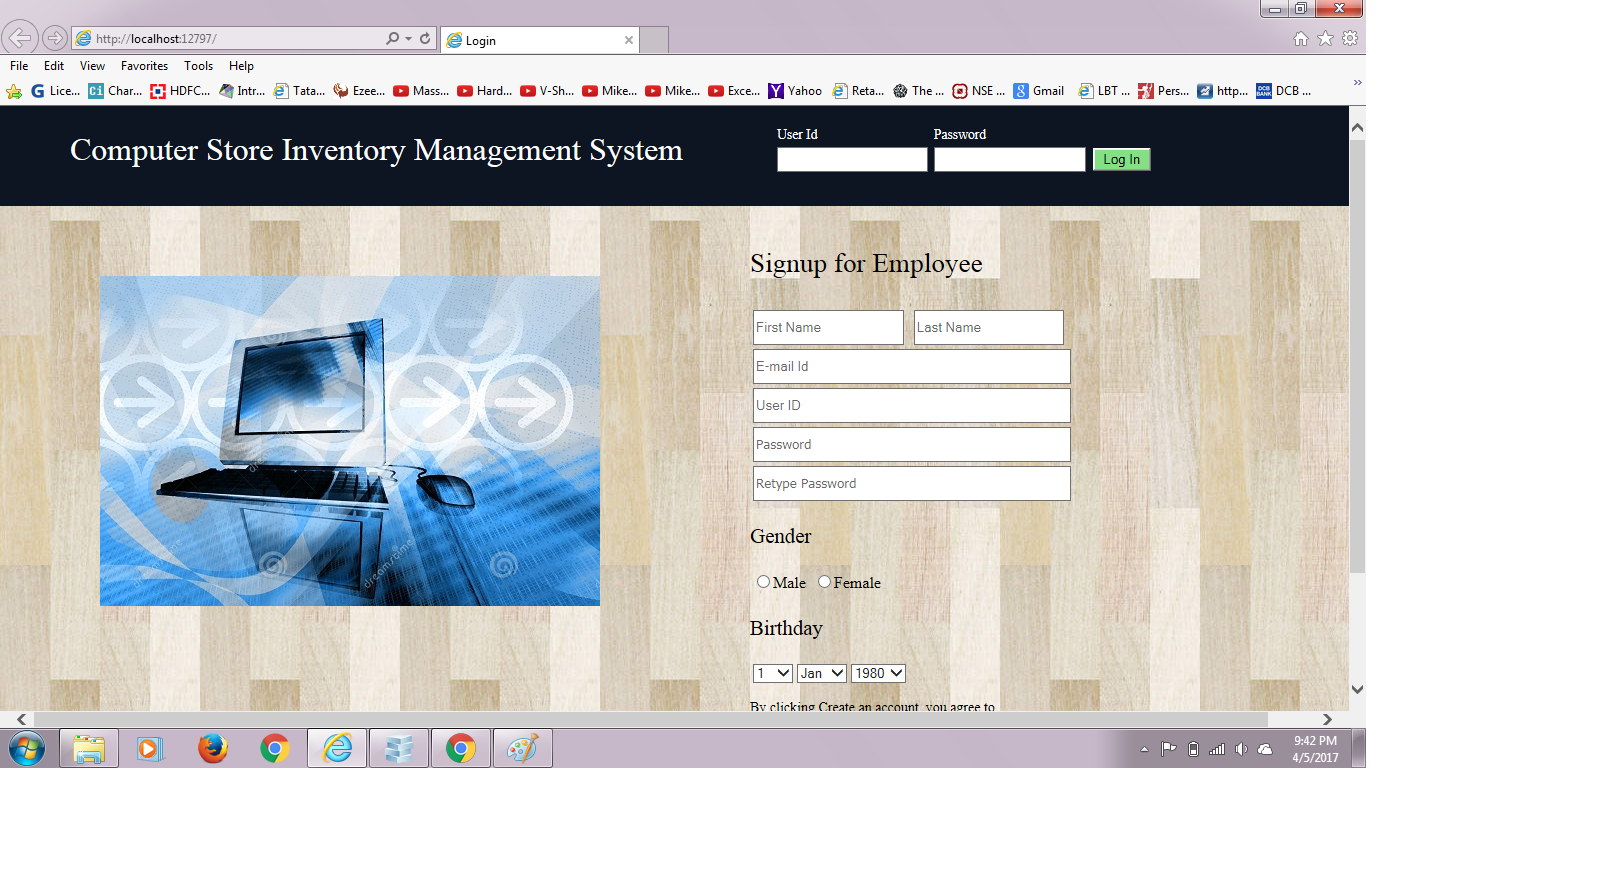 http://localhost:12797/
Login
File Edit View Favorites Tools Help
Lice... Char... HDFC... Intr... Tata... Ezee... Mass... Hard... V-Sh... Mike... Mike... Exce... Yahoo Reta... The ... NSE ... Gmail LBT ... Pers... http... DCB ...
Computer Store Inventory Management System
User Id Password
Log In
Signup for Employee
First Name Last Name
E-mail Id
User ID
Password
Retype Password
Gender
Male Female
Birthday
1 Jan 1980
By clicking Create an account, you agree to
9:42 PM
4/5/2017